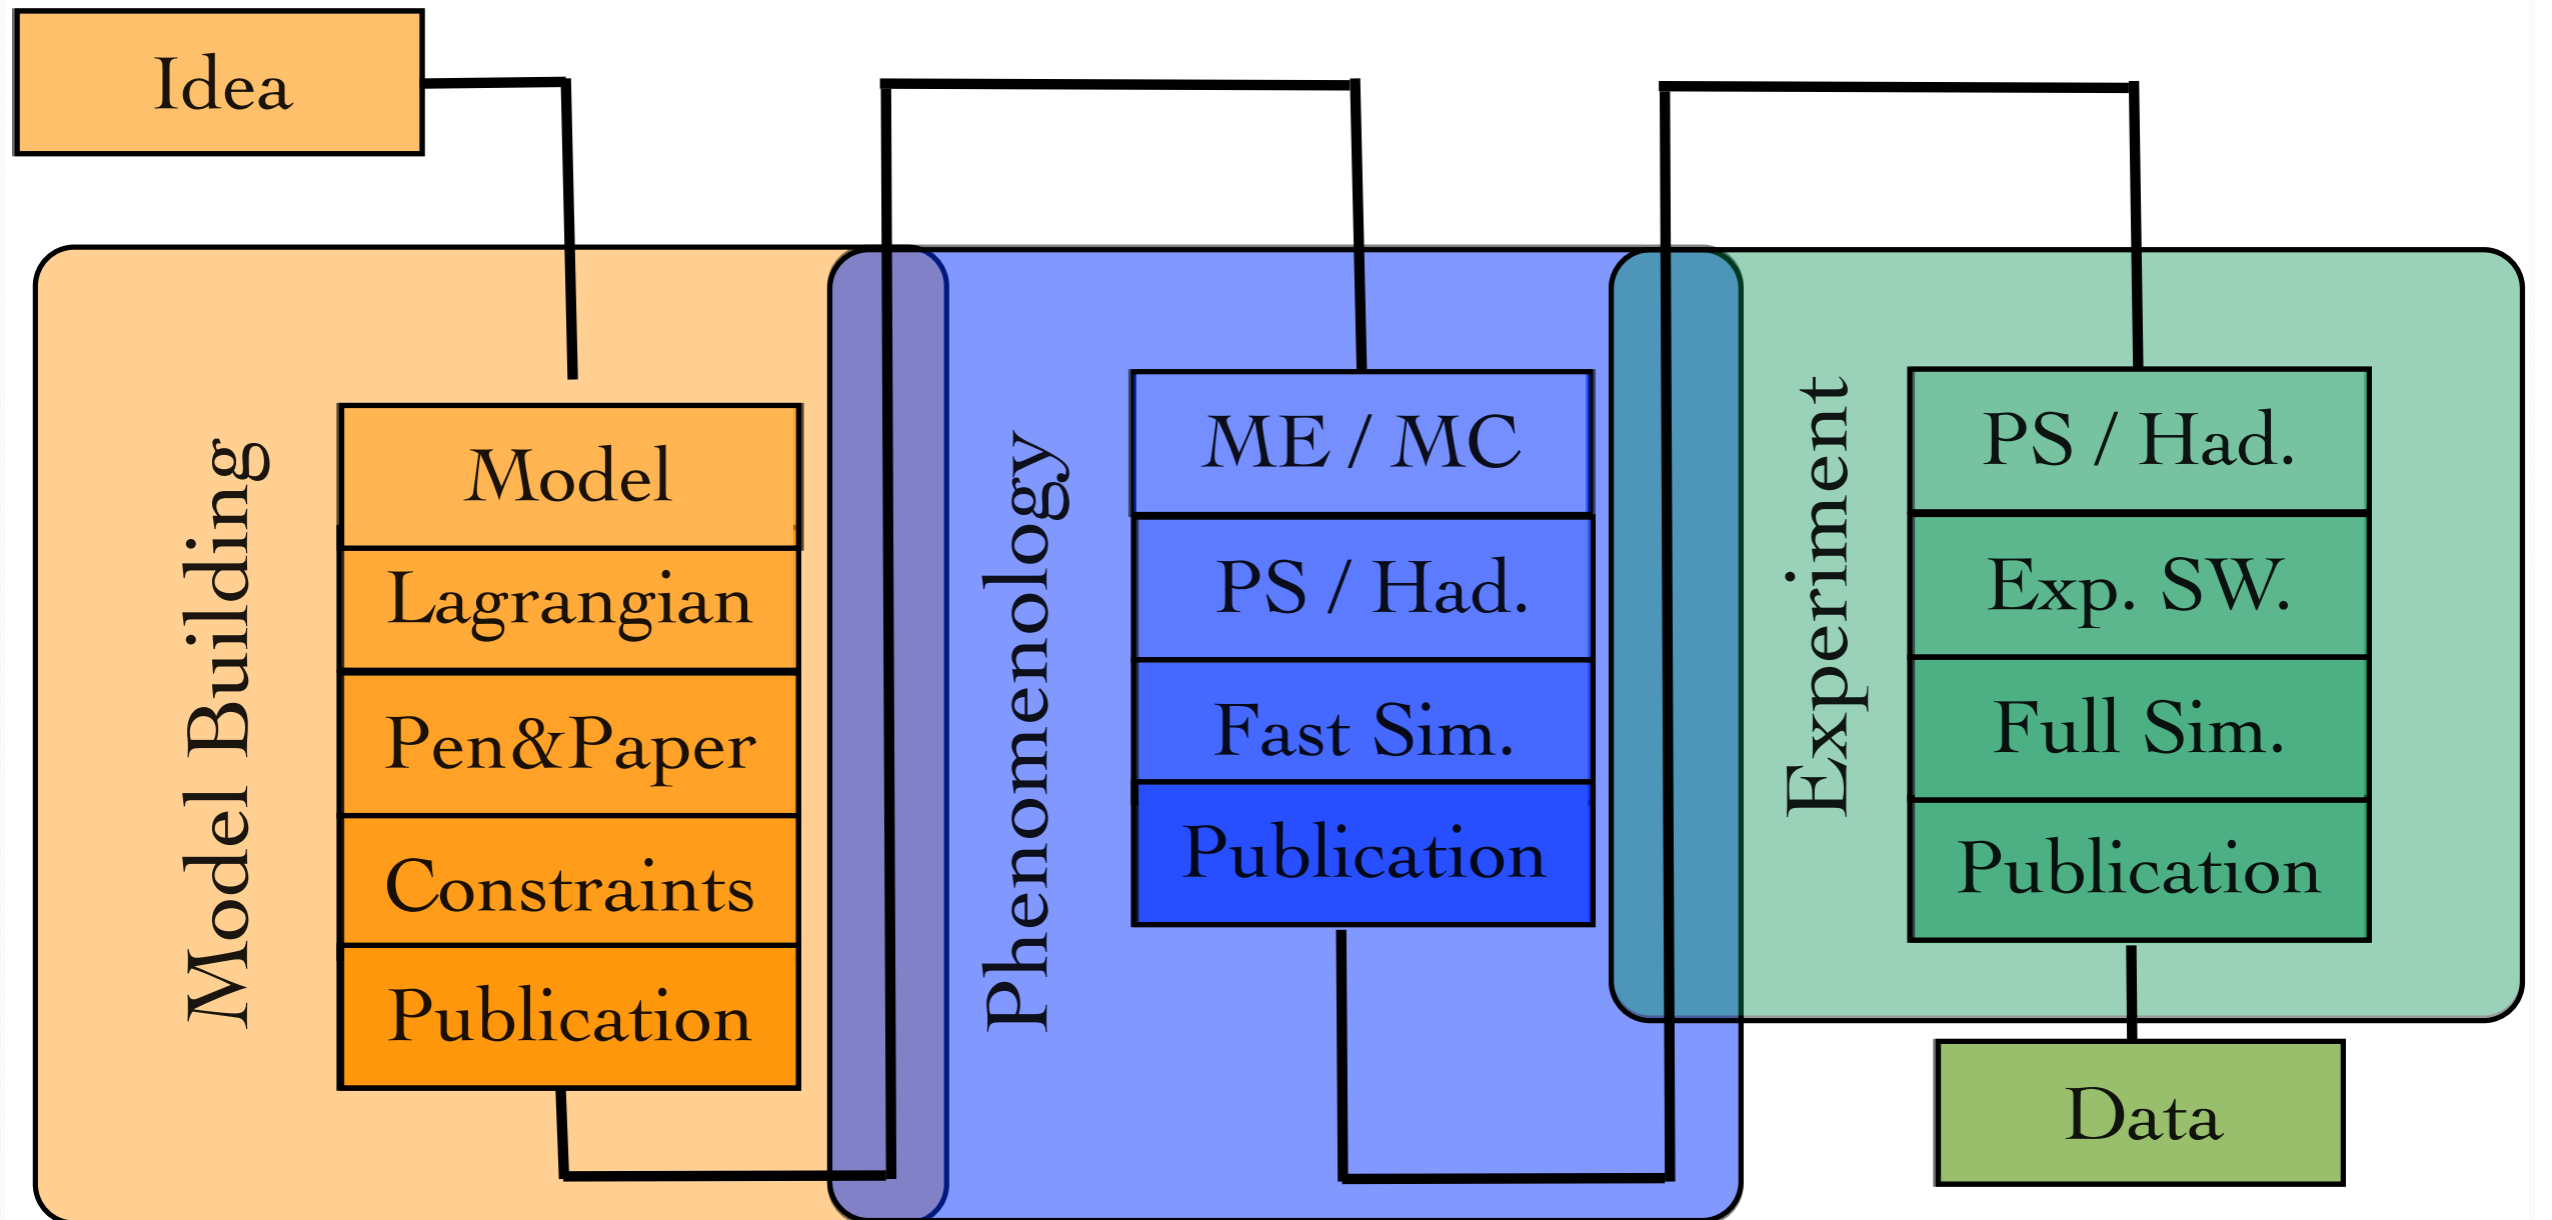 Idea
Model Building
Model
Lagrangian
Pen&Paper
Constraints
Publication
Phenomenology
ME / MC
PS / Had.
Fast Sim.
Publication
Experiment
PS / Had.
Exp. SW.
Full Sim.
Publication
Data